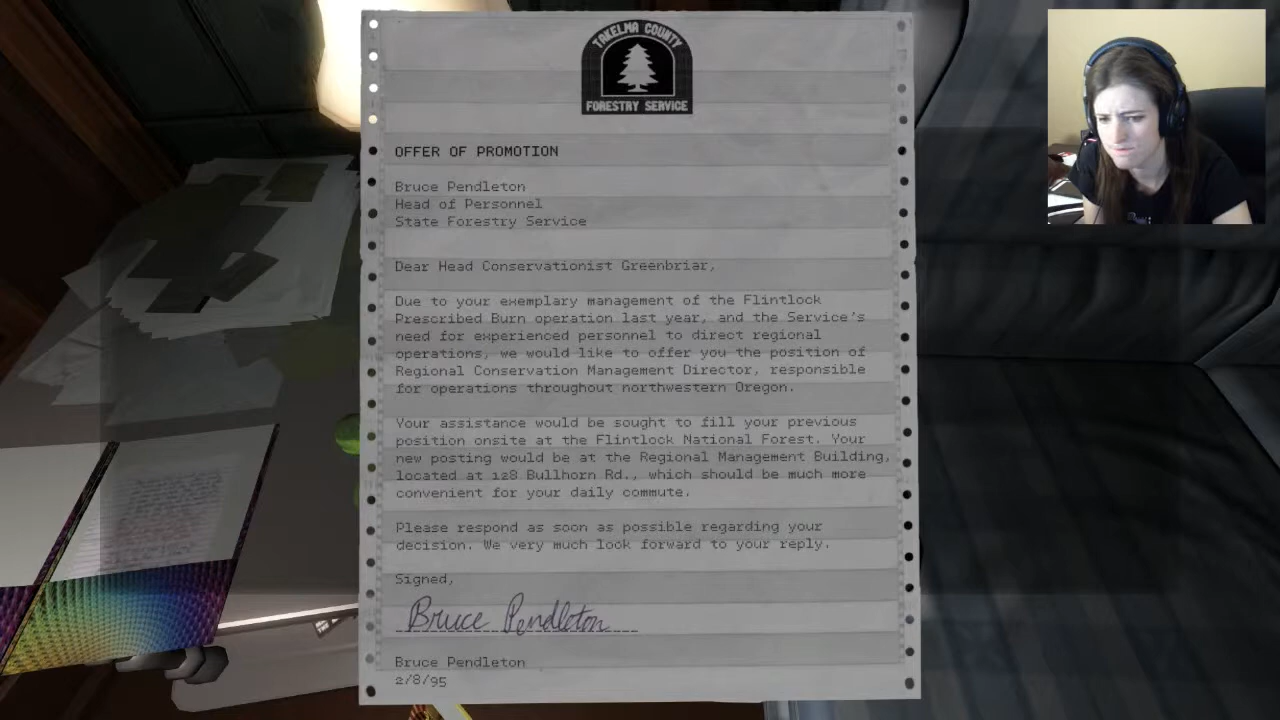 TAKELMA COUNTY
FORESTRY SERVICE
OFFER OF PROMOTION
Bruce Pendleton
Head of Personnel
State Forestry Service
Dear Head Conservationist Greenbriar,
Due to your exemplary management of the Flintlock
Prescribed Burn operation last year, and the Service's
need for experienced personnel to direct regional
operations, we would like to offer you the position of
Regional Conservation Management Director, responsible
for operations throughout northwestern Oregon.
Your assistance would be sought to fill your previous
position onsite at the Flintlock National Forest. Your
new posting would be at the Regional Management Building,
located at 128 Bullhorn Rd., which should be much more
convenient for your daily commute.
Please respond as soon as possible regarding your
decision. We very much look forward to your reply.
Signed,
Bruce Pendleton
Bruce Pendleton
2/8/95